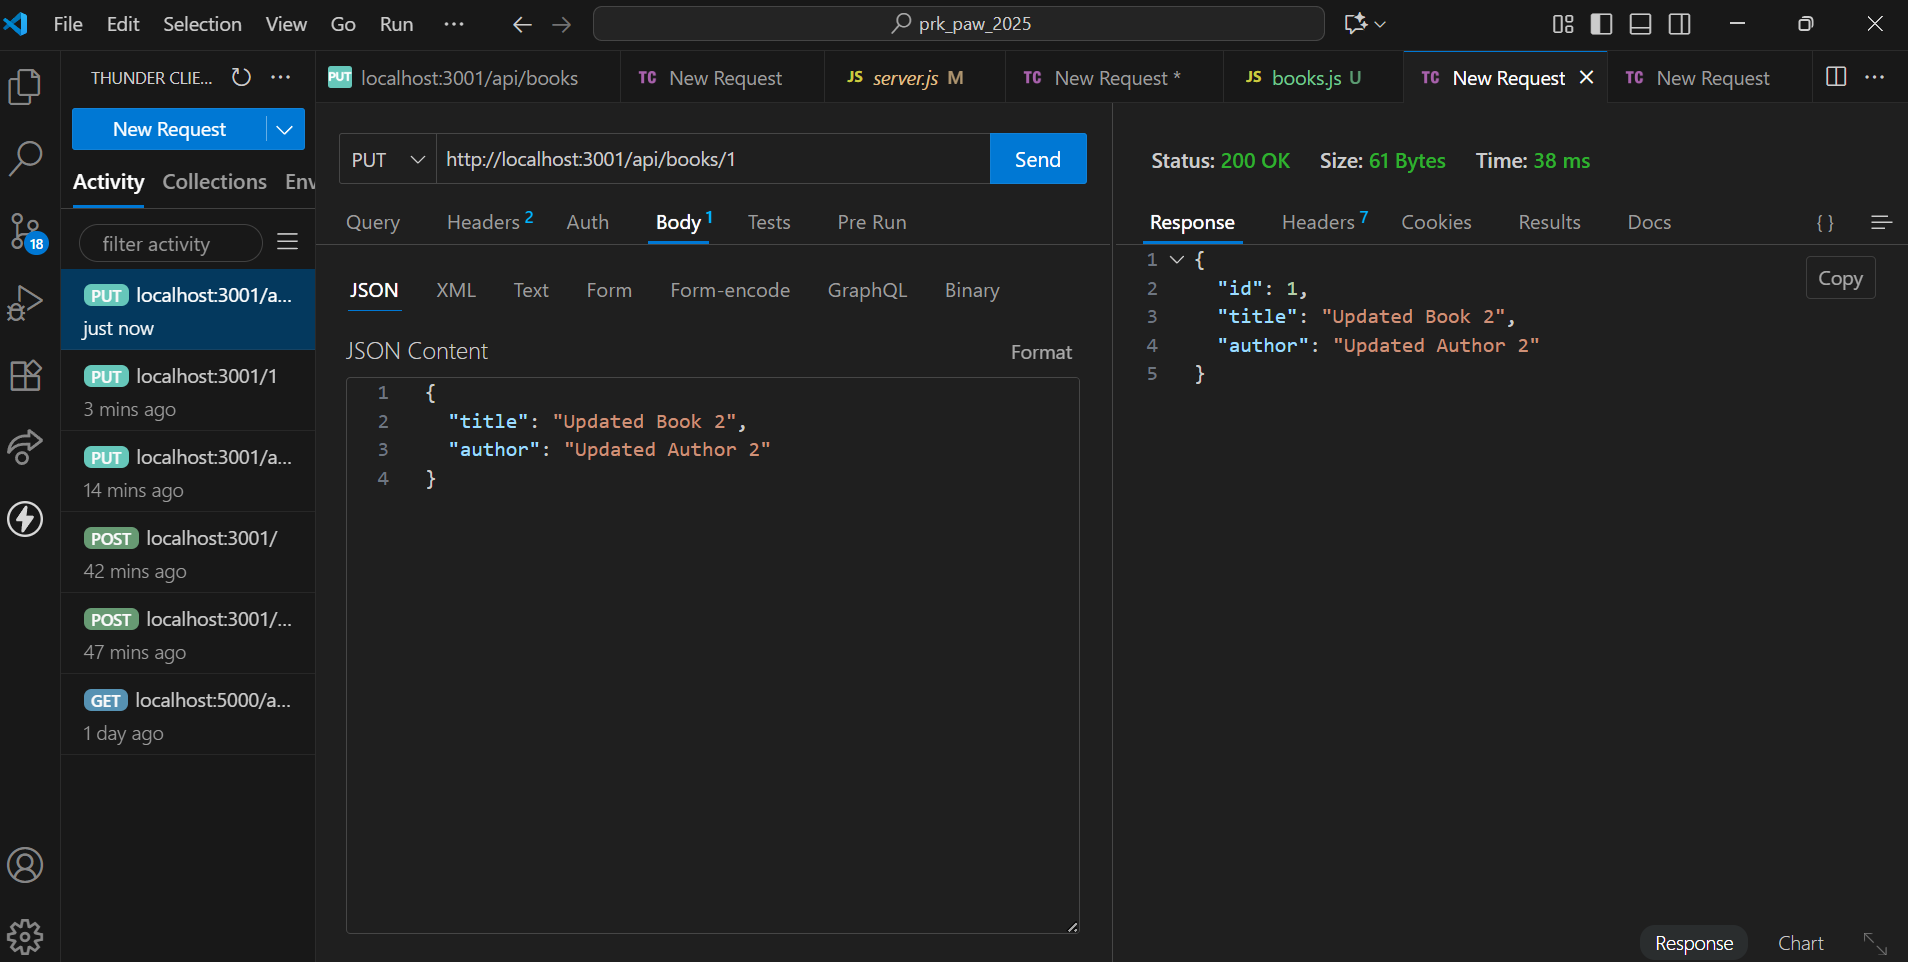 File Edit Selection View Go Run ···
prk_paw_2025
THUNDER CLIE... ···
PUT localhost:3001/api/books
TC New Request
JS server.js M
TC New Request *
JS books.js U
TC New Request
TC New Request
···
New Request
Activity Collections Env
filter activity
18
PUT localhost:3001/a...
just now
PUT localhost:3001/1
3 mins ago
PUT localhost:3001/a...
14 mins ago
POST localhost:3001/
42 mins ago
POST localhost:3001/...
47 mins ago
GET localhost:5000/a...
1 day ago
PUT http://localhost:3001/api/books/1 Send
Query Headers 2 Auth Body 1 Tests Pre Run
JSON XML Text Form Form-encode GraphQL Binary
JSON Content Format
1 {
2 "title": "Updated Book 2",
3 "author": "Updated Author 2"
4 }
Status: 200 OK Size: 61 Bytes Time: 38 ms
Response Headers 7 Cookies Results Docs { }
Copy
1 {
2 "id": 1,
3 "title": "Updated Book 2",
4 "author": "Updated Author 2"
5 }
Response Chart